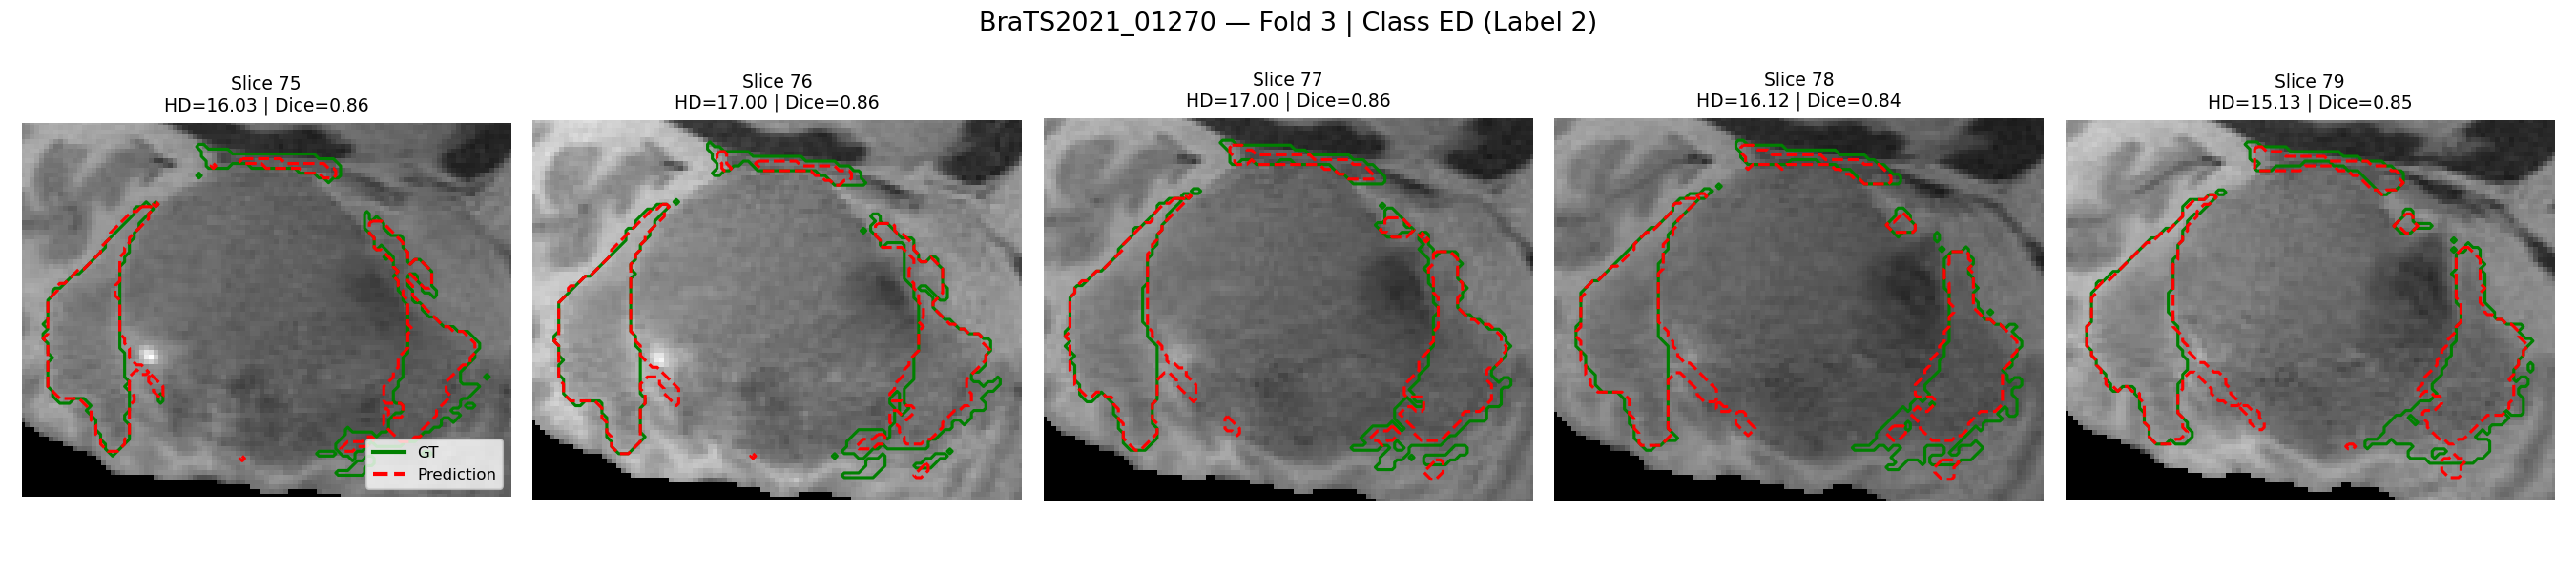 BraTS2021_01270 — Fold 3 | Class ED (Label 2)
Slice 75
HD=16.03 | Dice=0.86
Slice 76
HD=17.00 | Dice=0.86
Slice 77
HD=17.00 | Dice=0.86
Slice 78
HD=16.12 | Dice=0.84
Slice 79
HD=15.13 | Dice=0.85
GT
Prediction